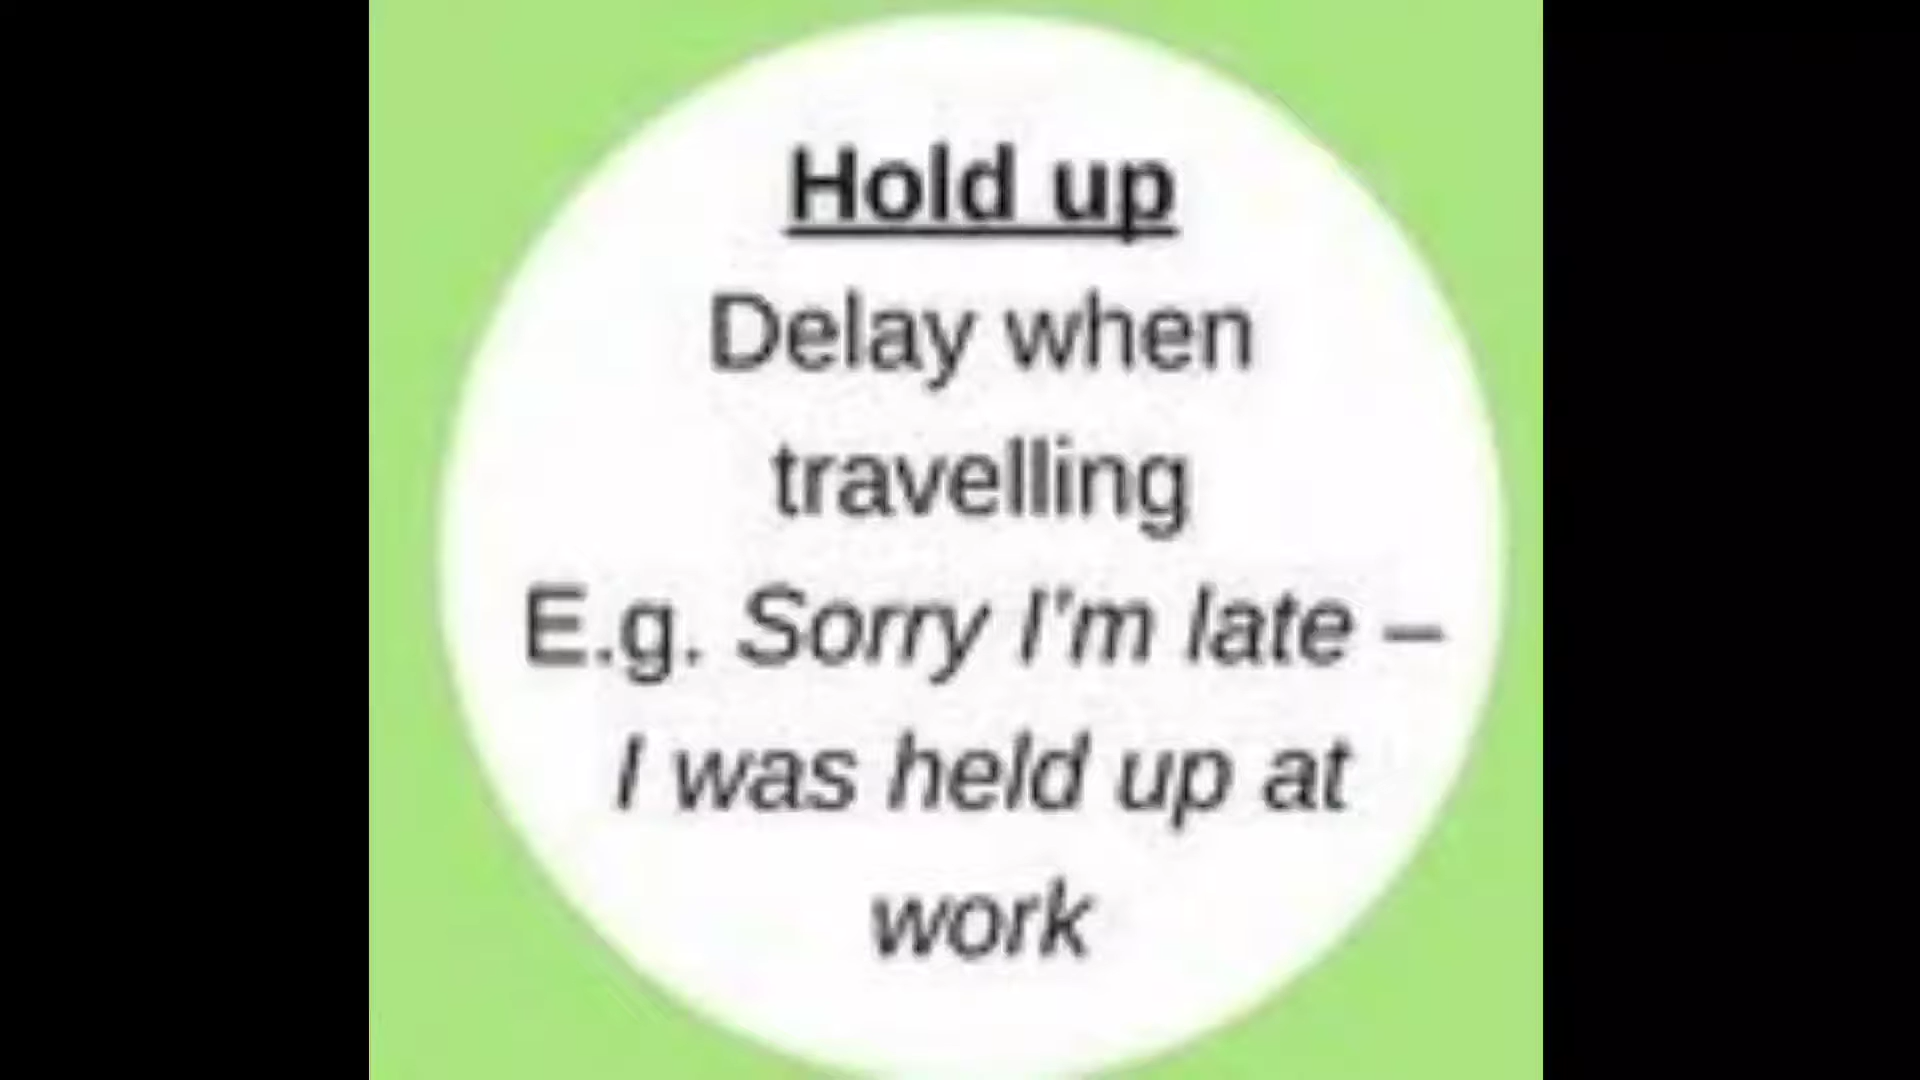 Hold up
Delay when
travelling
E.g. Sorry I'm late –
I was held up at
work